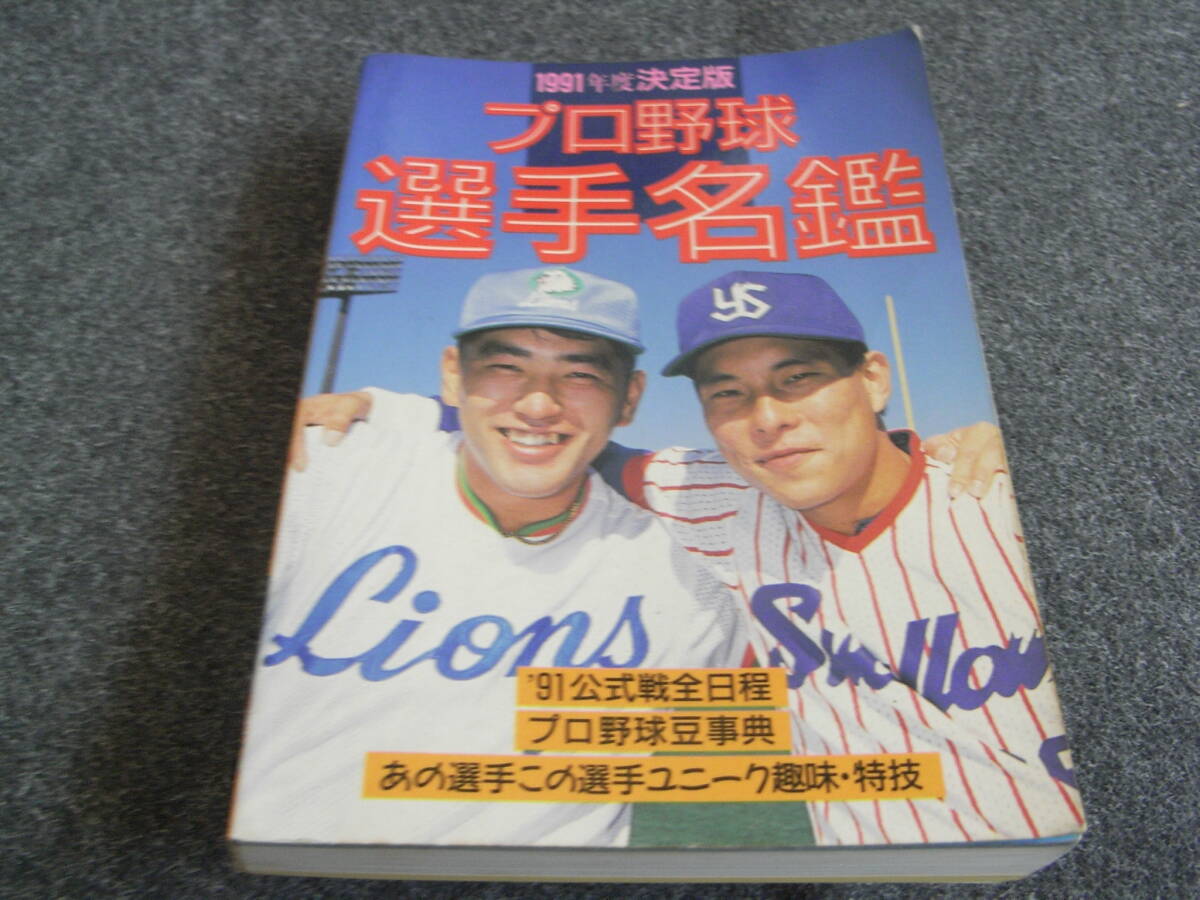 1991年度決定版
プロ野球
選手名鑑
YS
Lions
Swallows
'91公式戦全日程
プロ野球豆事典
あの選手この選手ユニーク趣味・特技